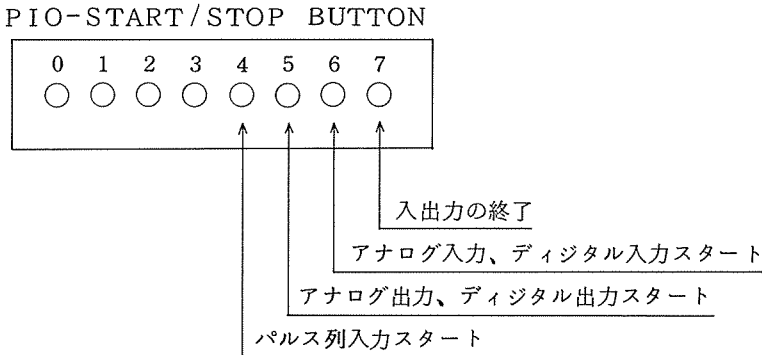 PIO-START/STOP BUTTON
0 1 2 3 4 5 6 7
入出力の終了
アナログ入力、ディジタル入力スタート
アナログ出力、ディジタル出力スタート
パルス列入力スタート